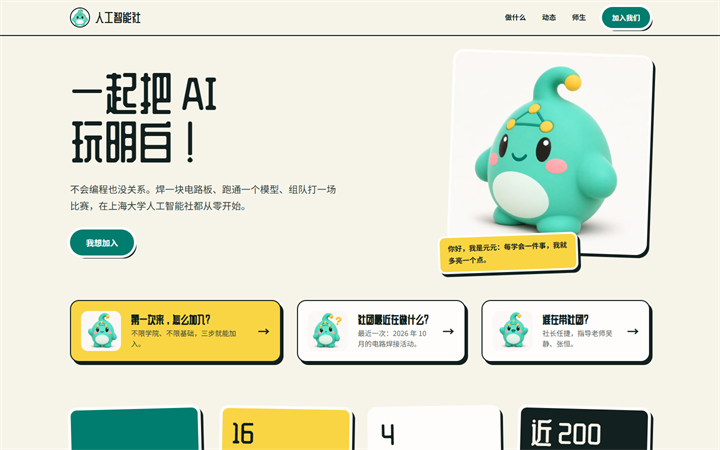 人工智能社
做什么
动态
师生
加入我们
一起把 AI
玩明白！
不会编程也没关系。焊一块电路板、跑通一个模型、组队打一场
比赛，在上海大学人工智能社都从零开始。
我想加入
你好，我是元元：每学会一件事，我就
多亮一个点。
第一次来，怎么加入？
不限学院、不限基础，三步就能加
入。
→
社团最近在做什么？
最近一次：2026 年 10
月的电路焊接活动。
→
谁在带社团？
社长任捷，指导老师吴
静、张恒。
→
16
4
近 200